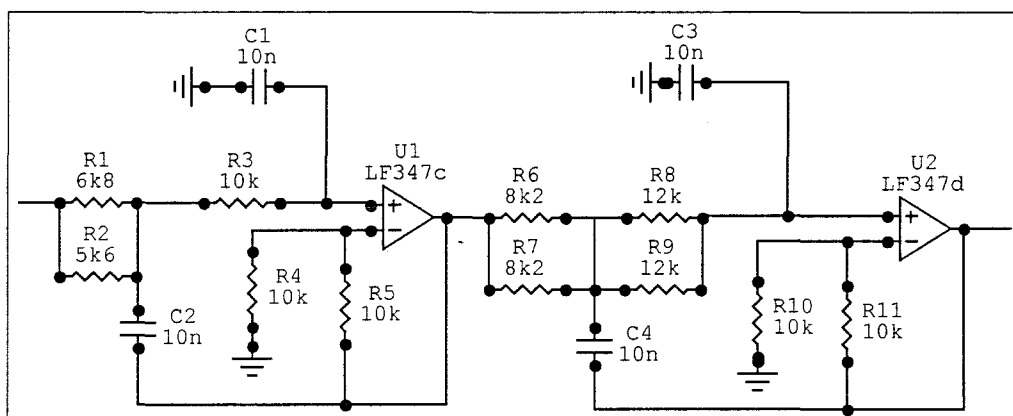 C1
10n
C3
10n
R1
6k8
R3
10k
U1
LF347c
R6
8k2
R8
12k
U2
LF347d
+
−
+
−
R2
5k6
R4
10k
R5
10k
R7
8k2
R9
12k
R10
10k
R11
10k
C2
10n
C4
10n